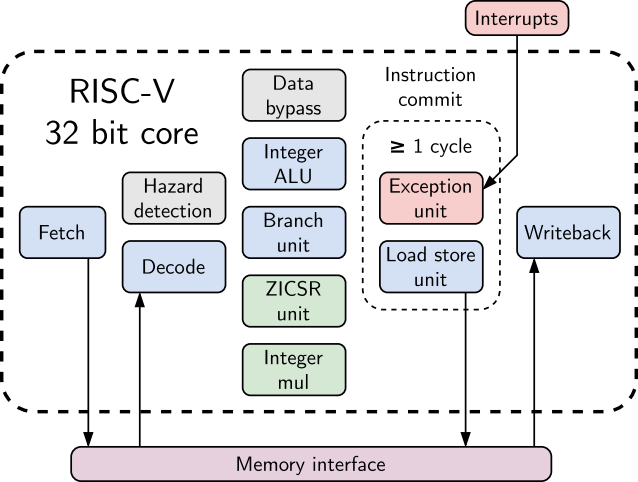 Interrupts
RISC-V
32 bit core
Data
bypass
Instruction
commit
Integer
ALU
≥ 1 cycle
Hazard
detection
Exception
unit
Fetch
Branch
unit
Writeback
Decode
Load store
unit
ZICSR
unit
Integer
mul
Memory interface